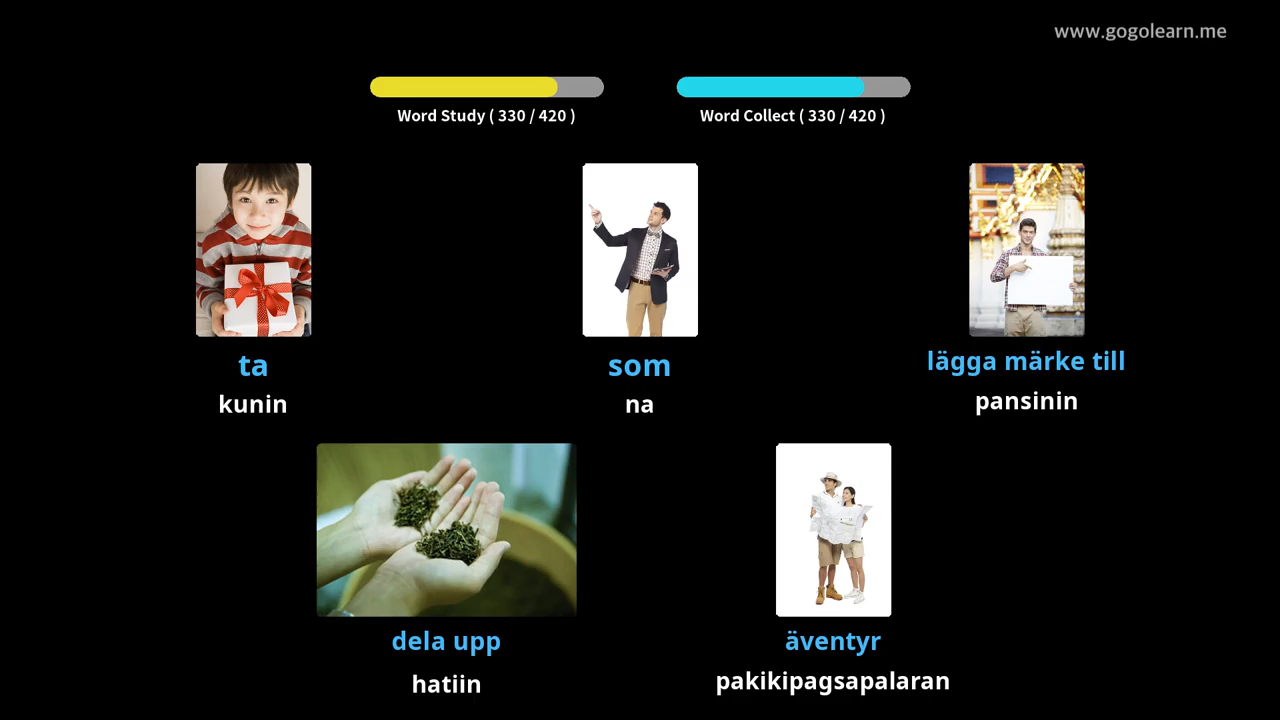 www.gogolearn.me
Word Study ( 330 / 420 )
Word Collect ( 330 / 420 )
ta
kunin
som
na
lägga märke till
pansinin
dela upp
hatiin
äventyr
pakikipagsapalaran